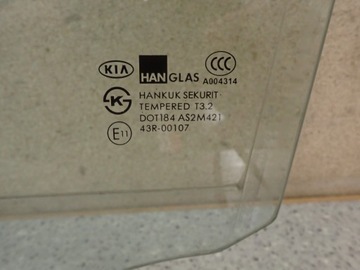 KIA HANGLAS CCC
A004314
HANKUK SEKURIT
TEMPERED T3.2
DOT184 AS2M421
E11 43R-00107